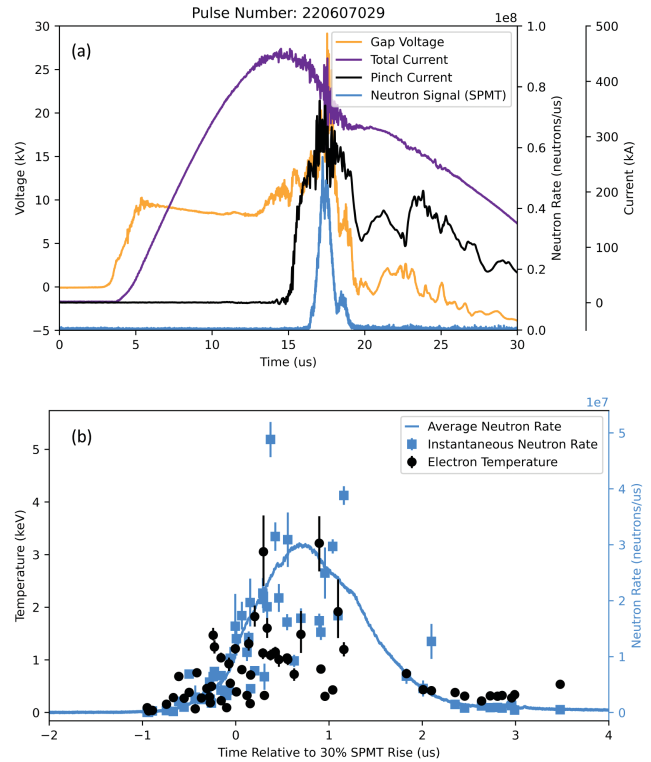 Pulse Number: 220607029
1e8
(a)
Gap Voltage
Total Current
Pinch Current
Neutron Signal (SPMT)
30
25
20
15
10
5
0
−5
Voltage (kV)
1.0
0.8
0.6
0.4
0.2
0.0
Neutron Rate (neutrons/us)
500
400
300
200
100
0
Current (kA)
0 5 10 15 20 25 30
Time (us)
1e7
(b)
Average Neutron Rate
Instantaneous Neutron Rate
Electron Temperature
5
4
3
2
1
0
Temperature (keV)
5
4
3
2
1
0
Neutron Rate (neutrons/us)
−2 −1 0 1 2 3 4
Time Relative to 30% SPMT Rise (us)